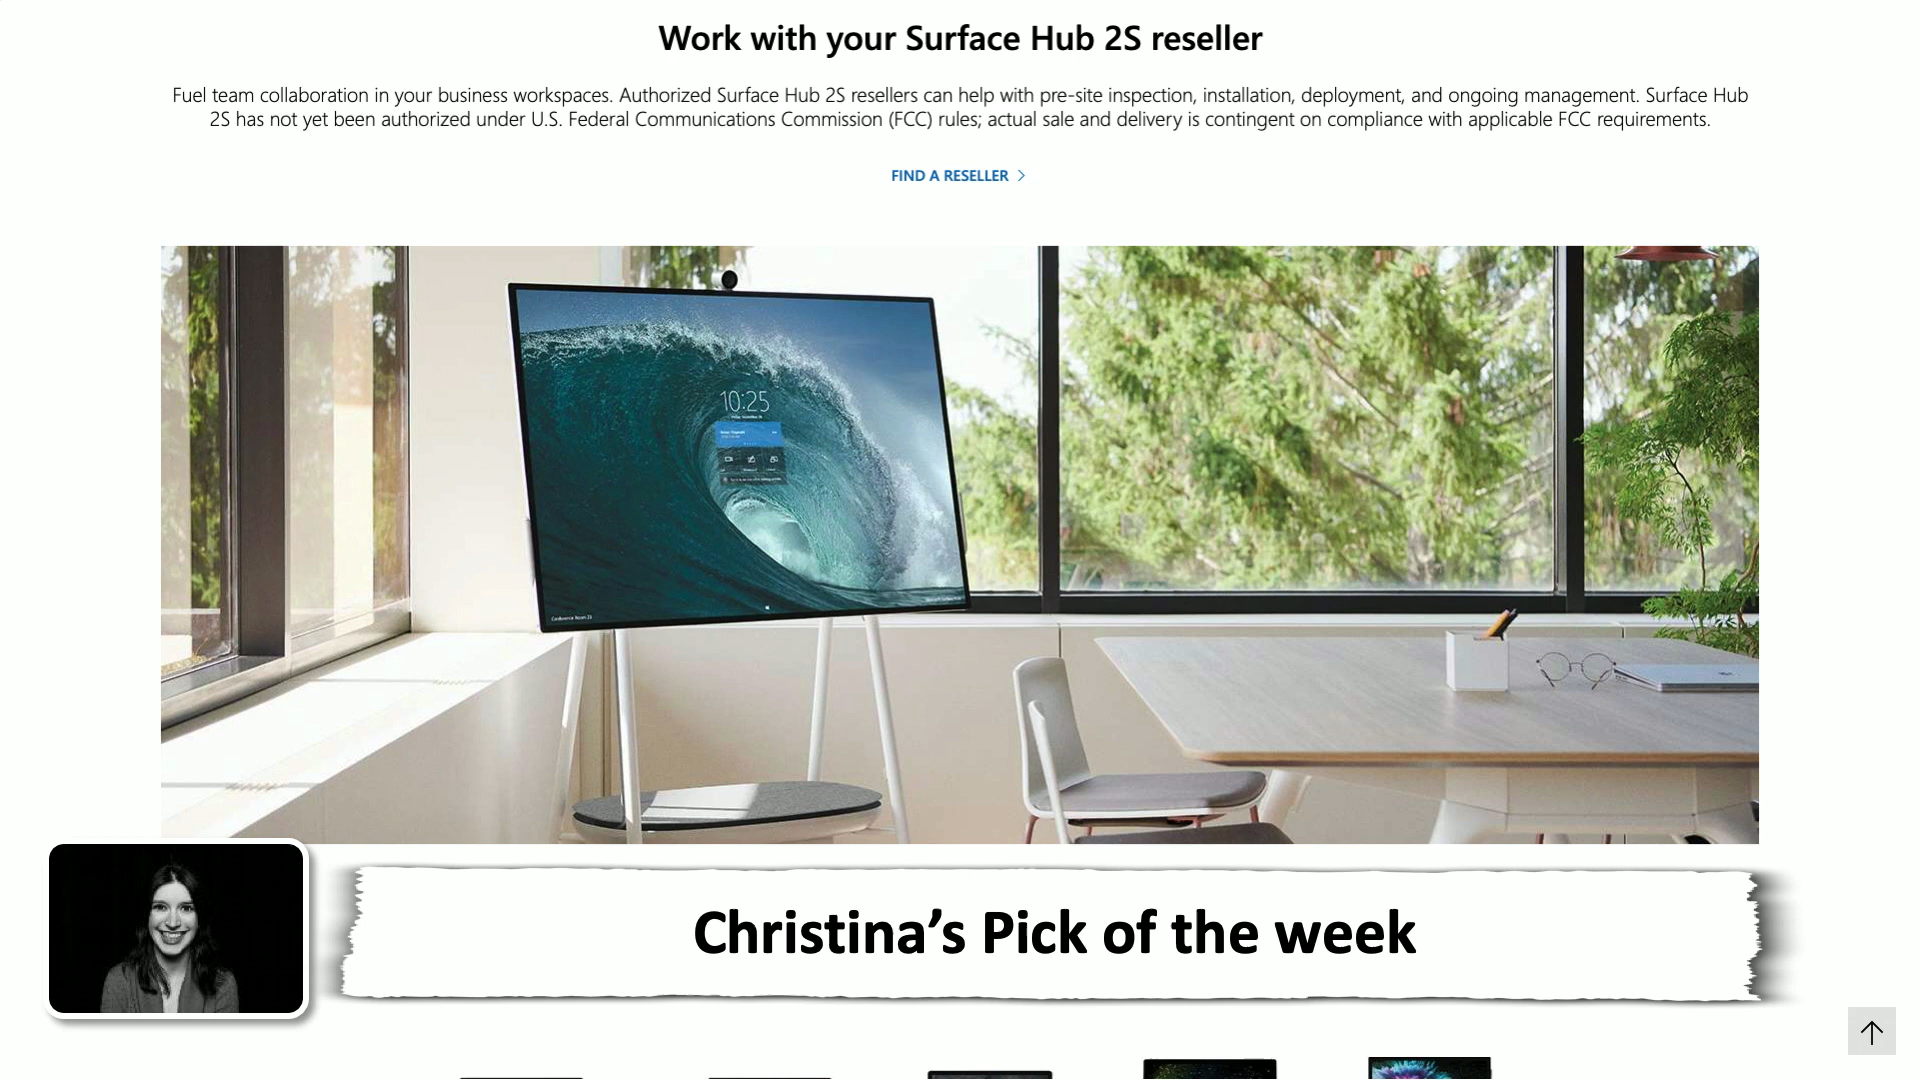 Work with your Surface Hub 2S reseller
Fuel team collaboration in your business workspaces. Authorized Surface Hub 2S resellers can help with pre-site inspection, installation, deployment, and ongoing management. Surface Hub
2S has not yet been authorized under U.S. Federal Communications Commission (FCC) rules; actual sale and delivery is contingent on compliance with applicable FCC requirements.
FIND A RESELLER
10:25
Conference Room 23
Christina’s Pick of the week